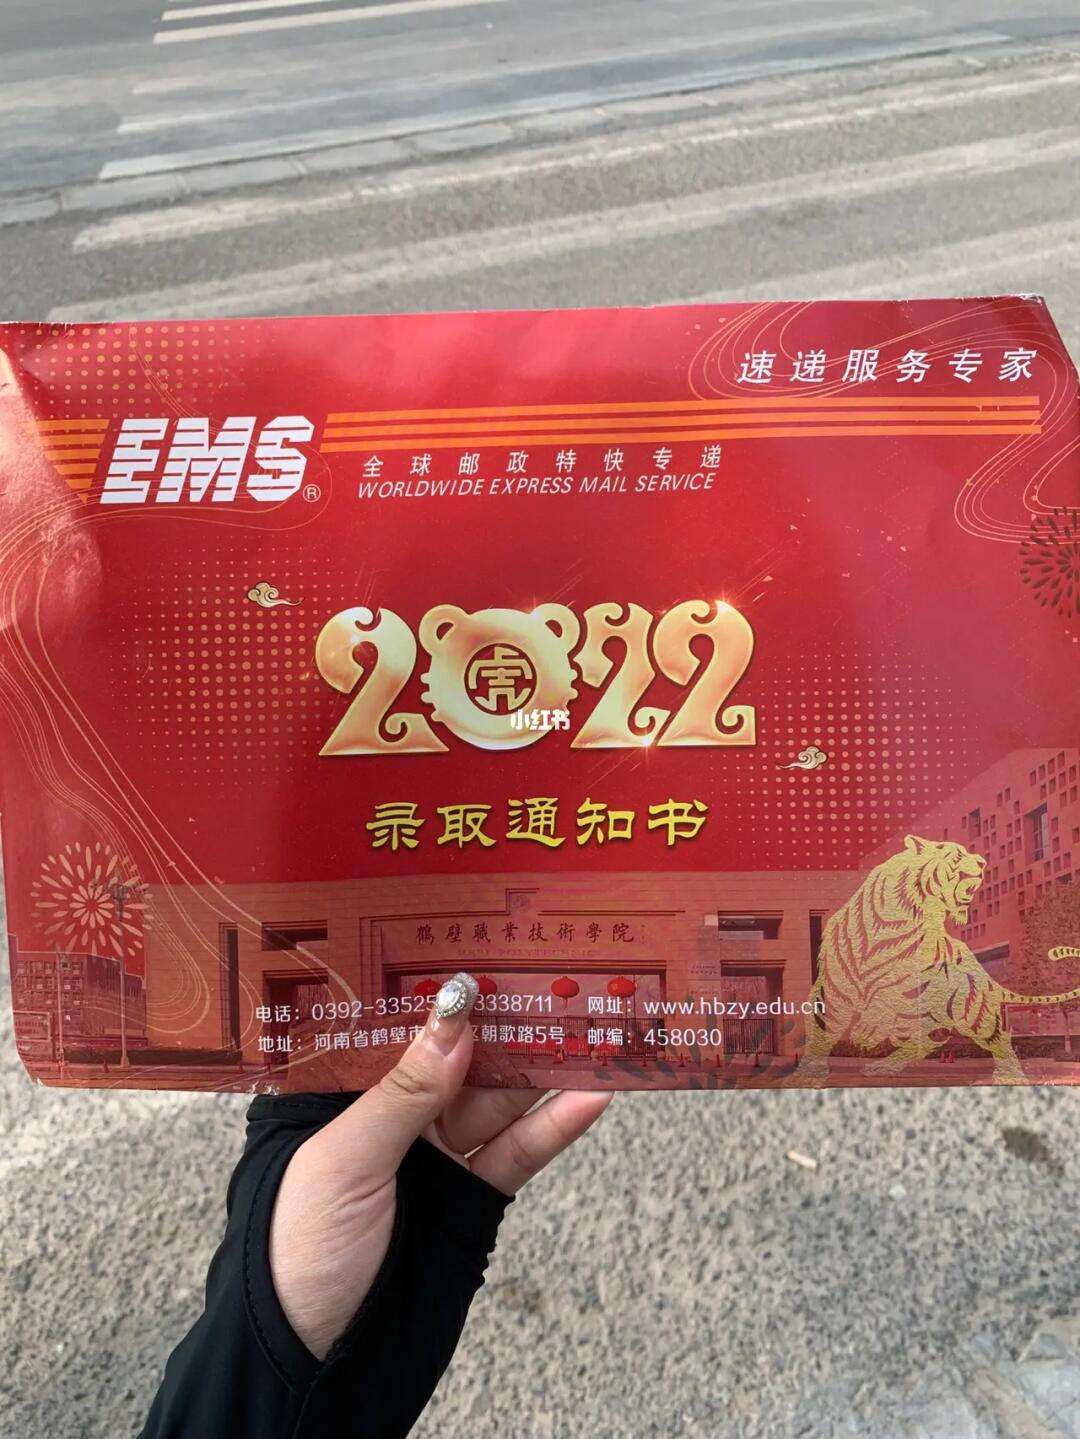 速递服务专家
EMS®
全球邮政特快专递
WORLDWIDE EXPRESS MAIL SERVICE
2022
虎
小红书
录取通知书
鹤壁職業技術學院
电话：0392-33525 3338711 网址：www.hbzy.edu.cn
地址：河南省鹤壁市 区朝歌路5号 邮编：458030